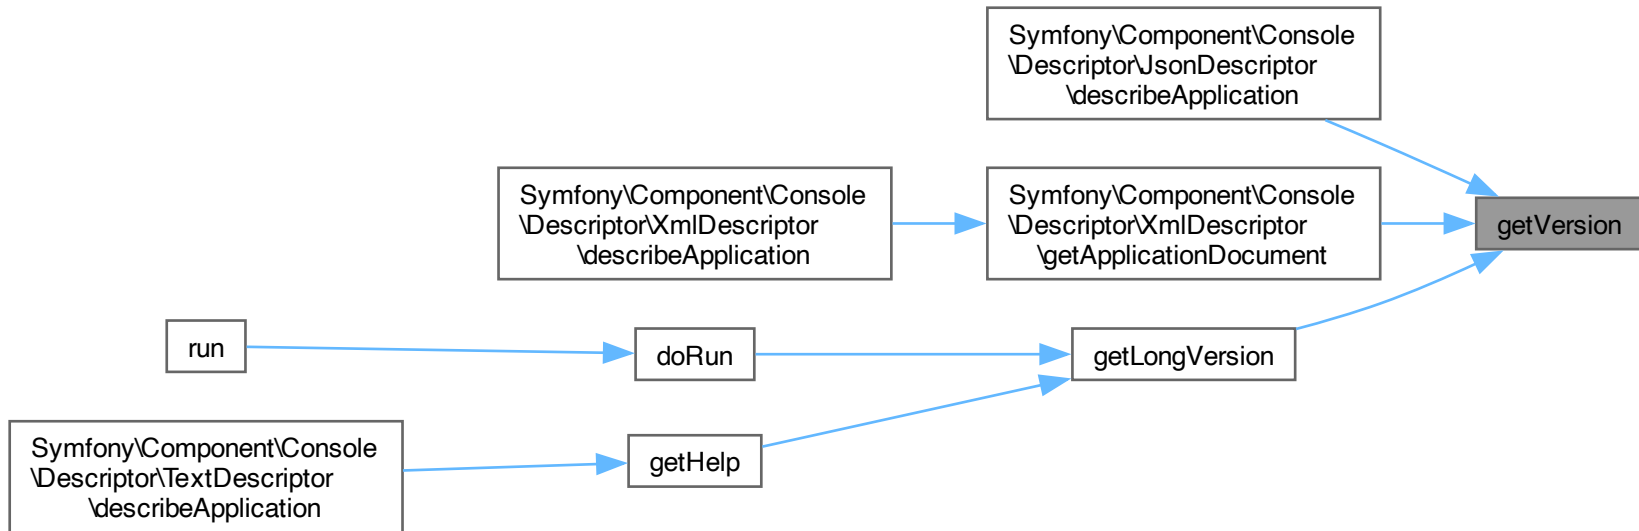 Symfony\Component\Console
\Descriptor\JsonDescriptor
\describeApplication
Symfony\Component\Console
\Descriptor\XmlDescriptor
\describeApplication
Symfony\Component\Console
\Descriptor\XmlDescriptor
\getApplicationDocument
getVersion
run
doRun
getLongVersion
Symfony\Component\Console
\Descriptor\TextDescriptor
\describeApplication
getHelp